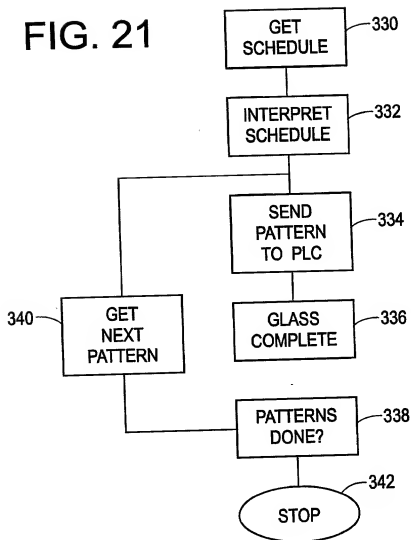 FIG. 21
GET
SCHEDULE
330
INTERPRET
SCHEDULE
332
SEND
PATTERN
TO PLC
334
GLASS
COMPLETE
336
340
GET
NEXT
PATTERN
PATTERNS
DONE?
338
342
STOP